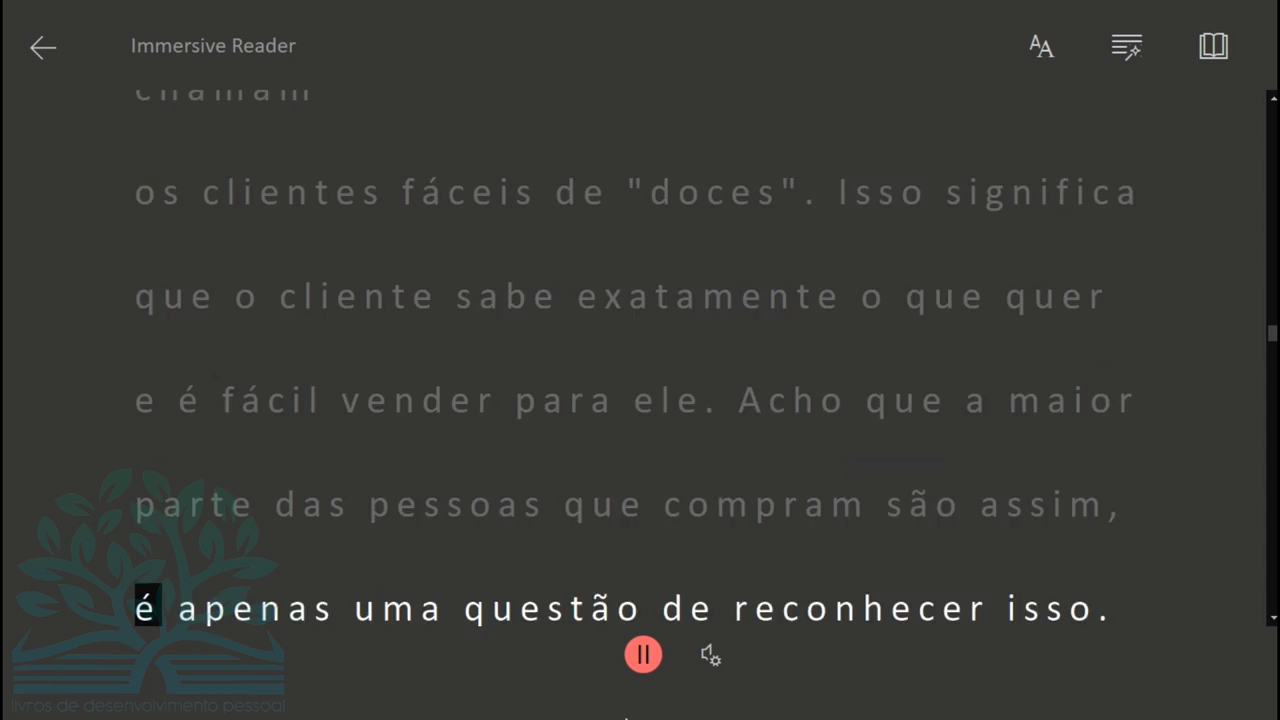 Immersive Reader
chamam
os clientes fáceis de "doces". Isso significa
que o cliente sabe exatamente o que quer
e é fácil vender para ele. Acho que a maior
parte das pessoas que compram são assim,
é apenas uma questão de reconhecer isso.
livros de desenvolvimento pessoal